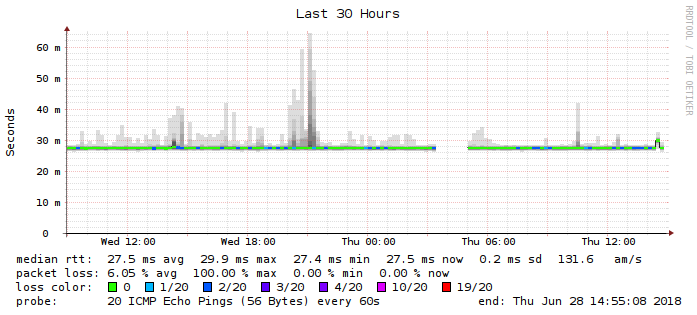 Last 30 Hours
RRDTOOL / TOBI OETIKER
Seconds
60 m
50 m
40 m
30 m
20 m
10 m
0
Wed 12:00 Wed 18:00 Thu 00:00 Thu 06:00 Thu 12:00
median rtt: 27.5 ms avg 29.9 ms max 27.4 ms min 27.5 ms now 0.2 ms sd 131.6 am/s
packet loss: 6.05 % avg 100.00 % max 0.00 % min 0.00 % now
loss color: 0 1/20 2/20 3/20 4/20 10/20 19/20
probe: 20 ICMP Echo Pings (56 Bytes) every 60s end: Thu Jun 28 14:55:08 2018